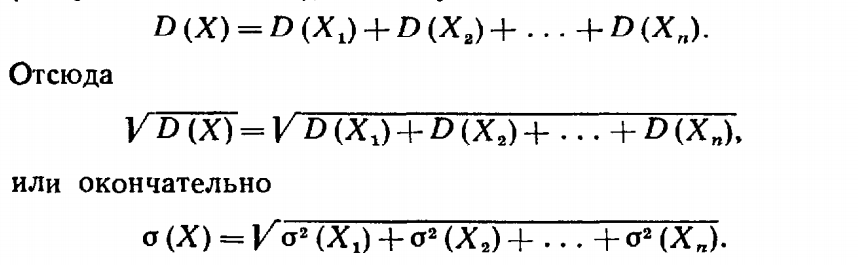 D (X) = D (X₁) + D (X₂) + ... + D (Xₙ).
Отсюда
√D (X) = √D (X₁) + D (X₂) + ... + D (Xₙ),
или окончательно
σ (X) = √σ² (X₁) + σ² (X₂) + ... + σ² (Xₙ).